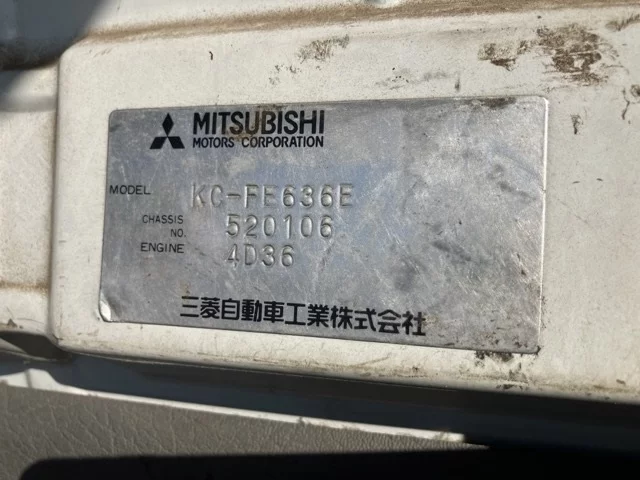 MITSUBISHI
MOTORS CORPORATION
MODEL KC-FE636E
CHASSIS NO. 520106
ENGINE 4D36
三菱自動車工業株式会社